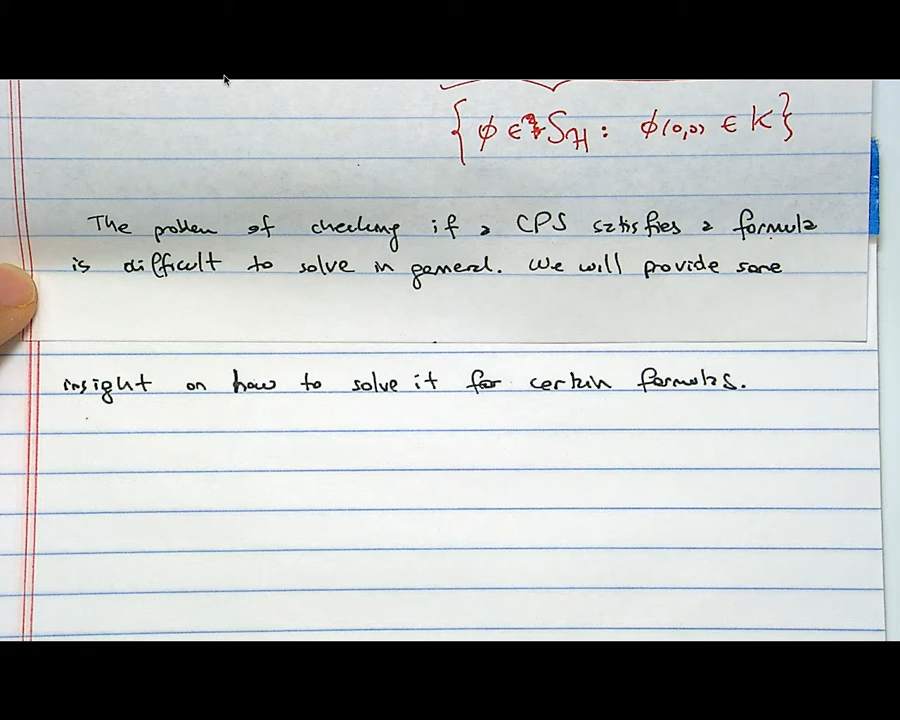 {ϕ ∈ S_H : ϕ(0,0) ∈ K}
The problem of checking if a CPS satisfies a formula
is difficult to solve in general. We will provide some
insight on how to solve it for certain formulas.